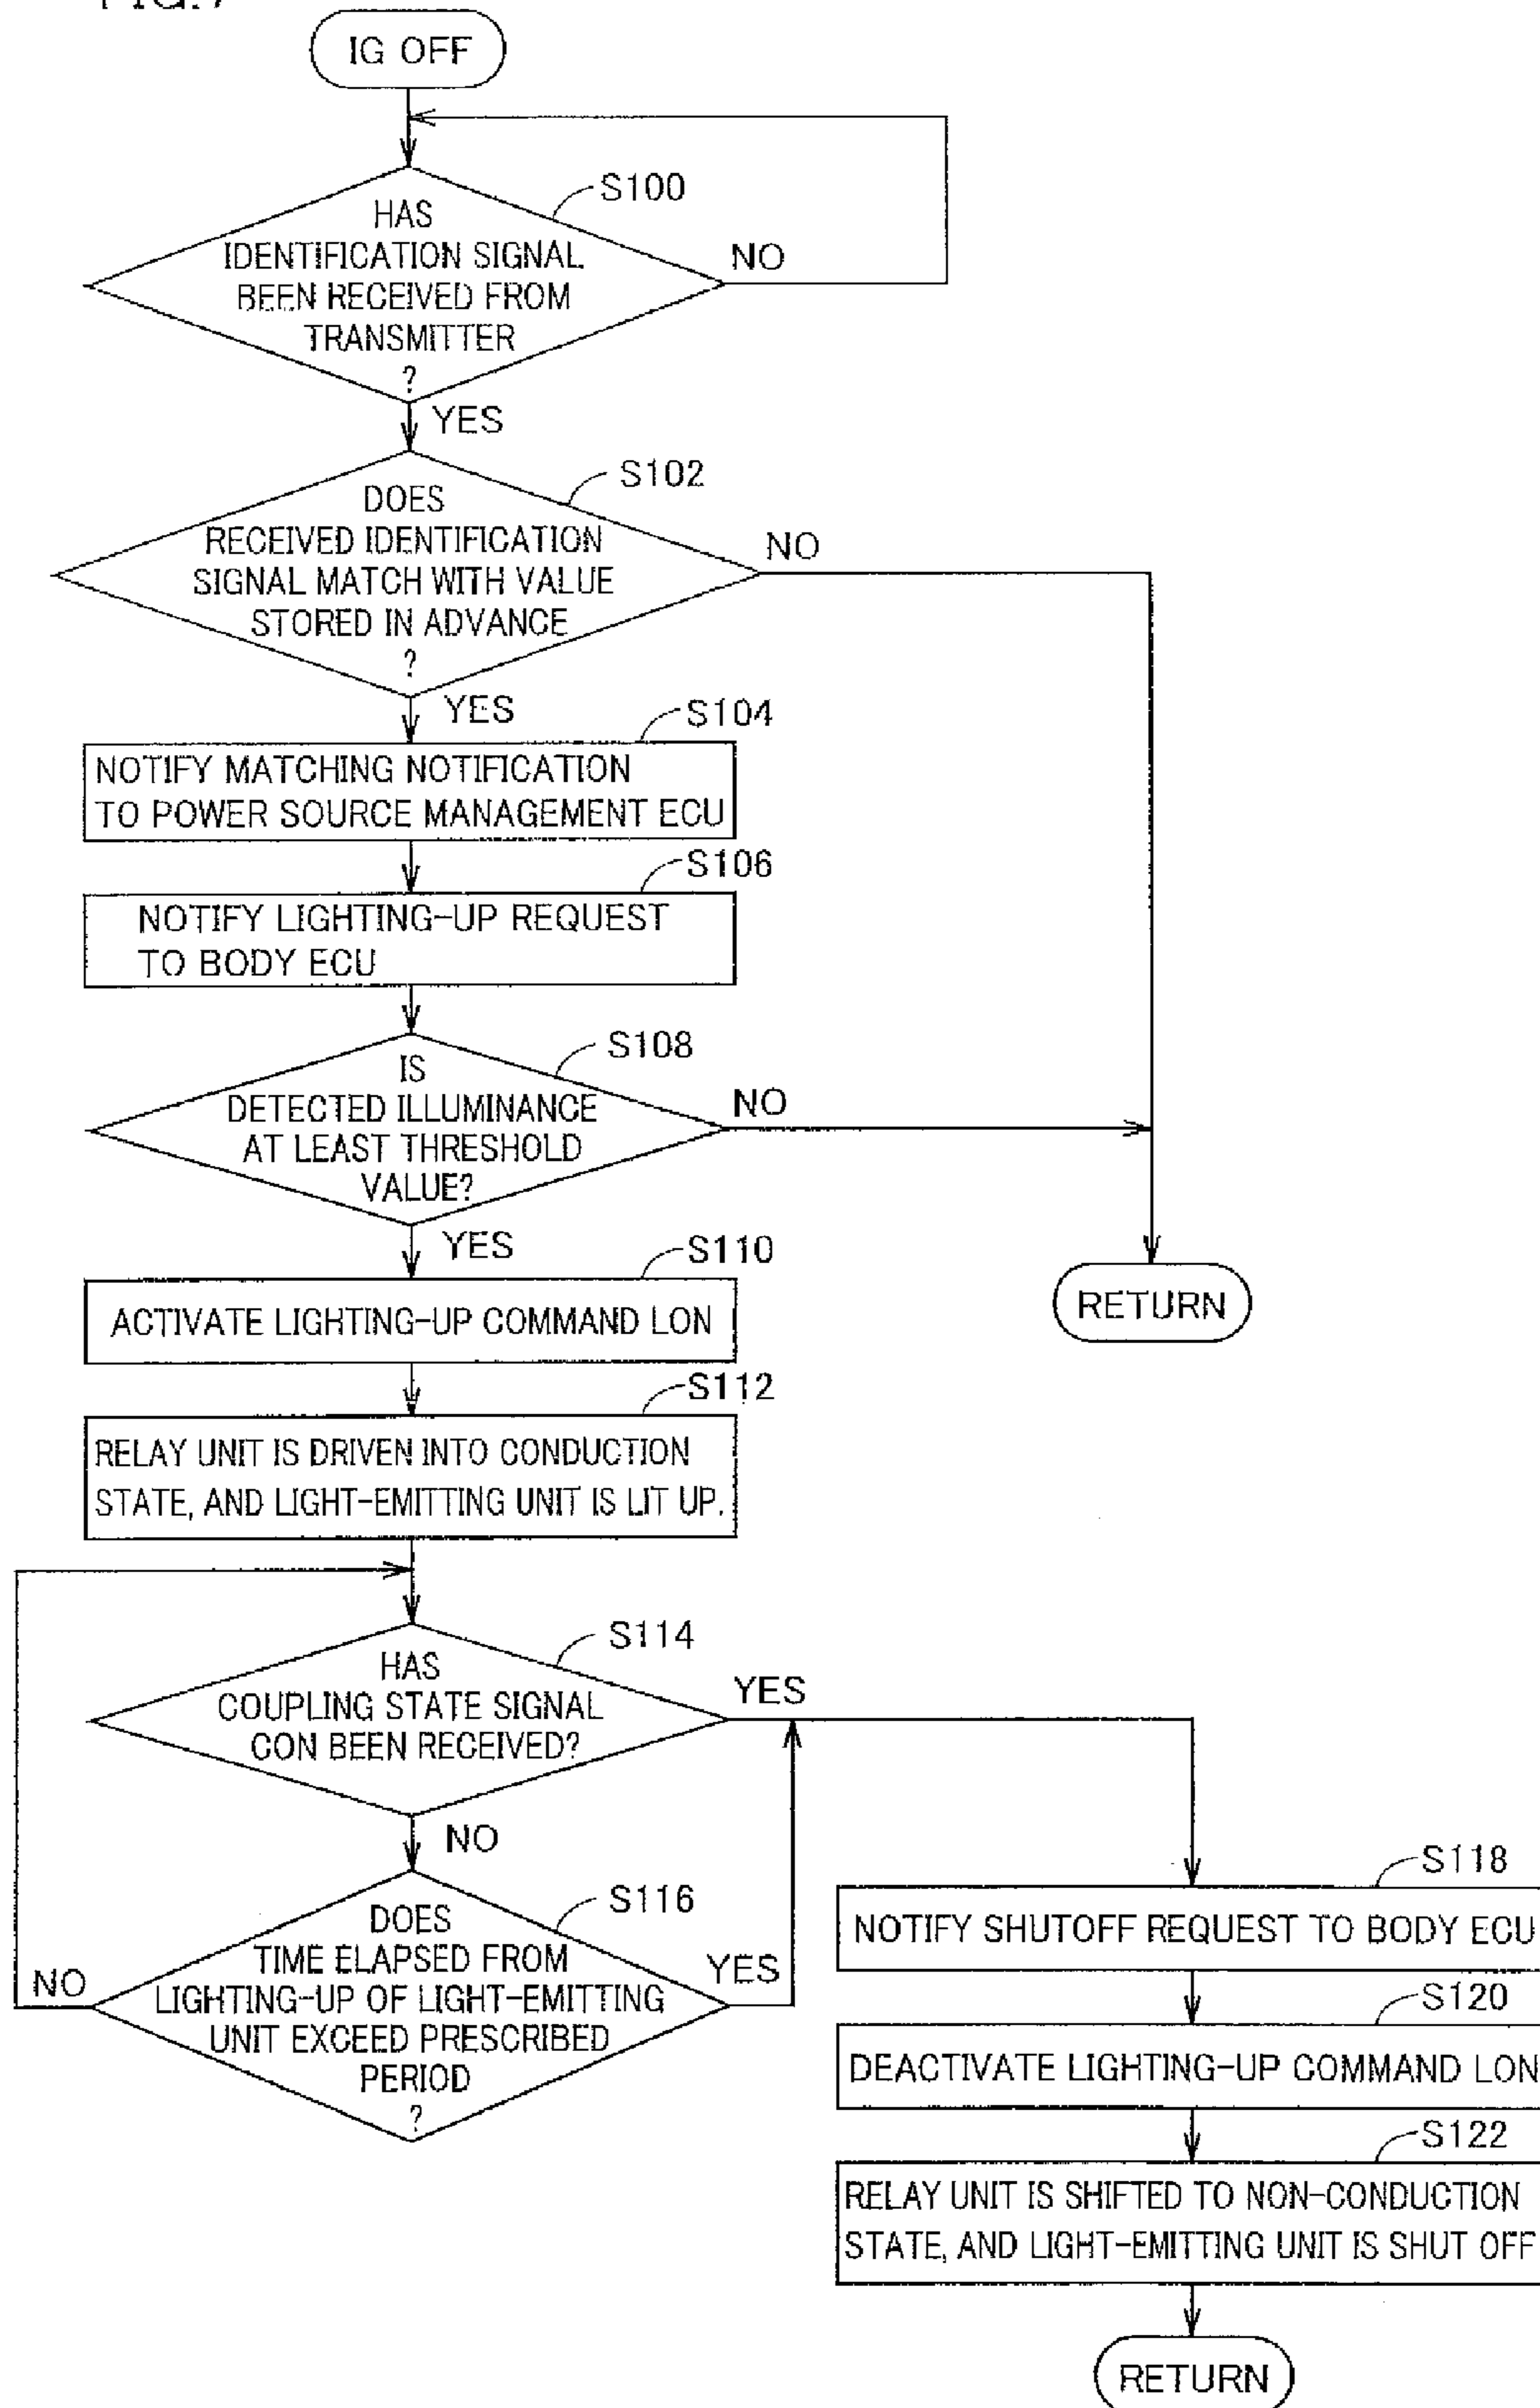 FIG.7
IG OFF
S100
HAS
IDENTIFICATION SIGNAL
BEEN RECEIVED FROM
TRANSMITTER
?
NO
YES
S102
DOES
RECEIVED IDENTIFICATION
SIGNAL MATCH WITH VALUE
STORED IN ADVANCE
?
NO
YES
S104
NOTIFY MATCHING NOTIFICATION
TO POWER SOURCE MANAGEMENT ECU
S106
NOTIFY LIGHTING-UP REQUEST
TO BODY ECU
S108
IS
DETECTED ILLUMINANCE
AT LEAST THRESHOLD
VALUE?
NO
YES
S110
ACTIVATE LIGHTING-UP COMMAND LON
RETURN
S112
RELAY UNIT IS DRIVEN INTO CONDUCTION
STATE, AND LIGHT-EMITTING UNIT IS LIT UP.
S114
HAS
COUPLING STATE SIGNAL
CON BEEN RECEIVED?
YES
NO
S116
DOES
TIME ELAPSED FROM
LIGHTING-UP OF LIGHT-EMITTING
UNIT EXCEED PRESCRIBED
PERIOD
?
NO
YES
S118
NOTIFY SHUTOFF REQUEST TO BODY ECU
S120
DEACTIVATE LIGHTING-UP COMMAND LON
S122
RELAY UNIT IS SHIFTED TO NON-CONDUCTION
STATE, AND LIGHT-EMITTING UNIT IS SHUT OFF
RETURN